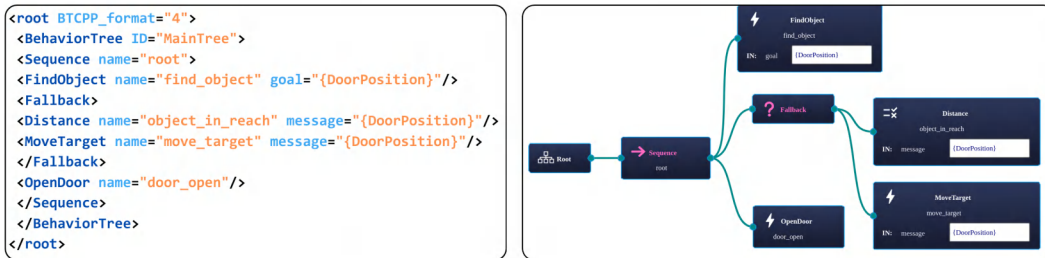 <root BTCPP_format="4">
<BehaviorTree ID="MainTree">
<Sequence name="root">
<FindObject name="find_object" goal="{DoorPosition}"/>
<Fallback>
<Distance name="object_in_reach" message="{DoorPosition}"/>
<MoveTarget name="move_target" message="{DoorPosition}"/>
</Fallback>
<OpenDoor name="door_open"/>
</Sequence>
</BehaviorTree>
</root>
Root
Sequence
root
FindObject
find_object
IN: goal {DoorPosition}
? Fallback
OpenDoor
door_open
Distance
object_in_reach
IN: message {DoorPosition}
MoveTarget
move_target
IN: message {DoorPosition}